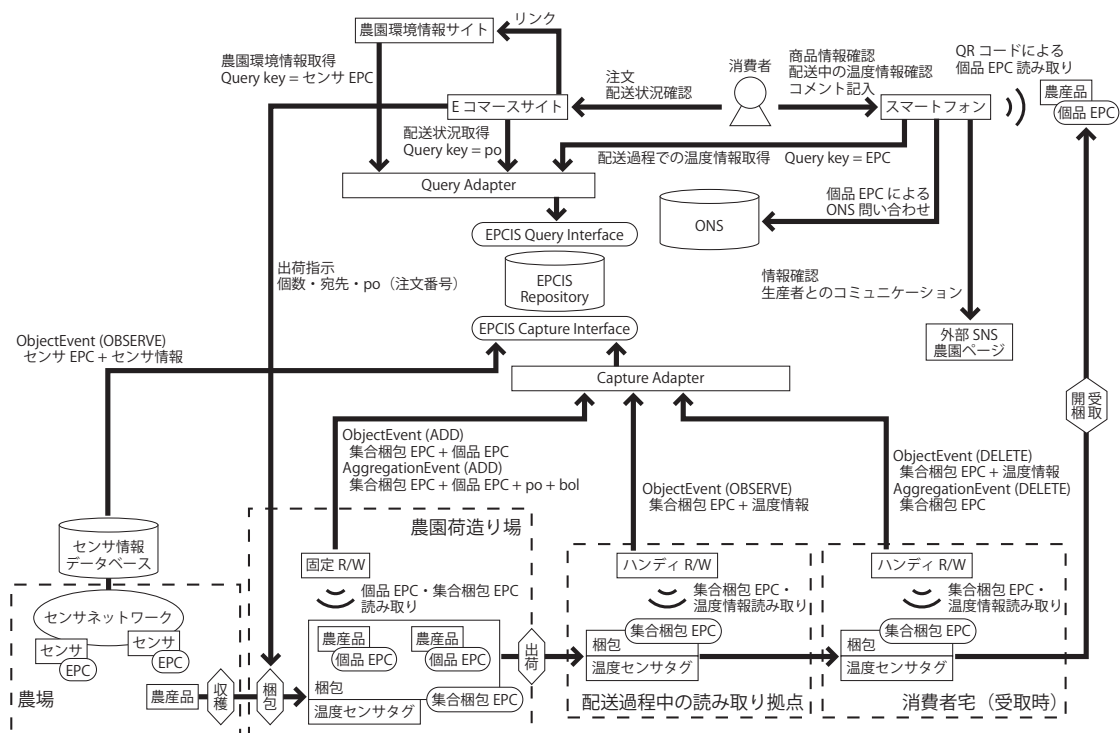 農園環境情報サイト
リンク
農園環境情報取得
Query key = センサ EPC
注文
配送状況確認
消費者
商品情報確認
配送中の温度情報確認
コメント記入
QR コードによる
個品 EPC 読み取り
E コマースサイト
スマートフォン
農産品
個品 EPC
配送状況取得
Query key = po
配送過程での温度情報取得 Query key = EPC
Query Adapter
個品 EPC による
ONS 問い合わせ
ONS
EPCIS Query Interface
出荷指示
個数・宛先・po（注文番号）
EPCIS
Repository
情報確認
生産者とのコミュニケーション
EPCIS Capture Interface
外部 SNS
農園ページ
ObjectEvent (OBSERVE)
センサ EPC + センサ情報
Capture Adapter
開梱
受取
ObjectEvent (ADD)
集合梱包 EPC + 個品 EPC
AggregationEvent (ADD)
集合梱包 EPC + 個品 EPC + po + bol
ObjectEvent (OBSERVE)
集合梱包 EPC + 温度情報
ObjectEvent (DELETE)
集合梱包 EPC + 温度情報
AggregationEvent (DELETE)
集合梱包 EPC
農園荷造り場
センサ情報
データベース
固定 R/W
ハンディ R/W
ハンディ R/W
個品 EPC・集合梱包 EPC
読み取り
集合梱包 EPC・
温度情報読み取り
集合梱包 EPC・
温度情報読み取り
センサネットワーク
センサ
EPC
センサ
EPC
農産品
個品 EPC
農産品
個品 EPC
出荷
集合梱包 EPC
梱包
温度センサタグ
集合梱包 EPC
梱包
温度センサタグ
農場
農産品
収穫
梱包
梱包
集合梱包 EPC
温度センサタグ
配送過程中の読み取り拠点
消費者宅（受取時）